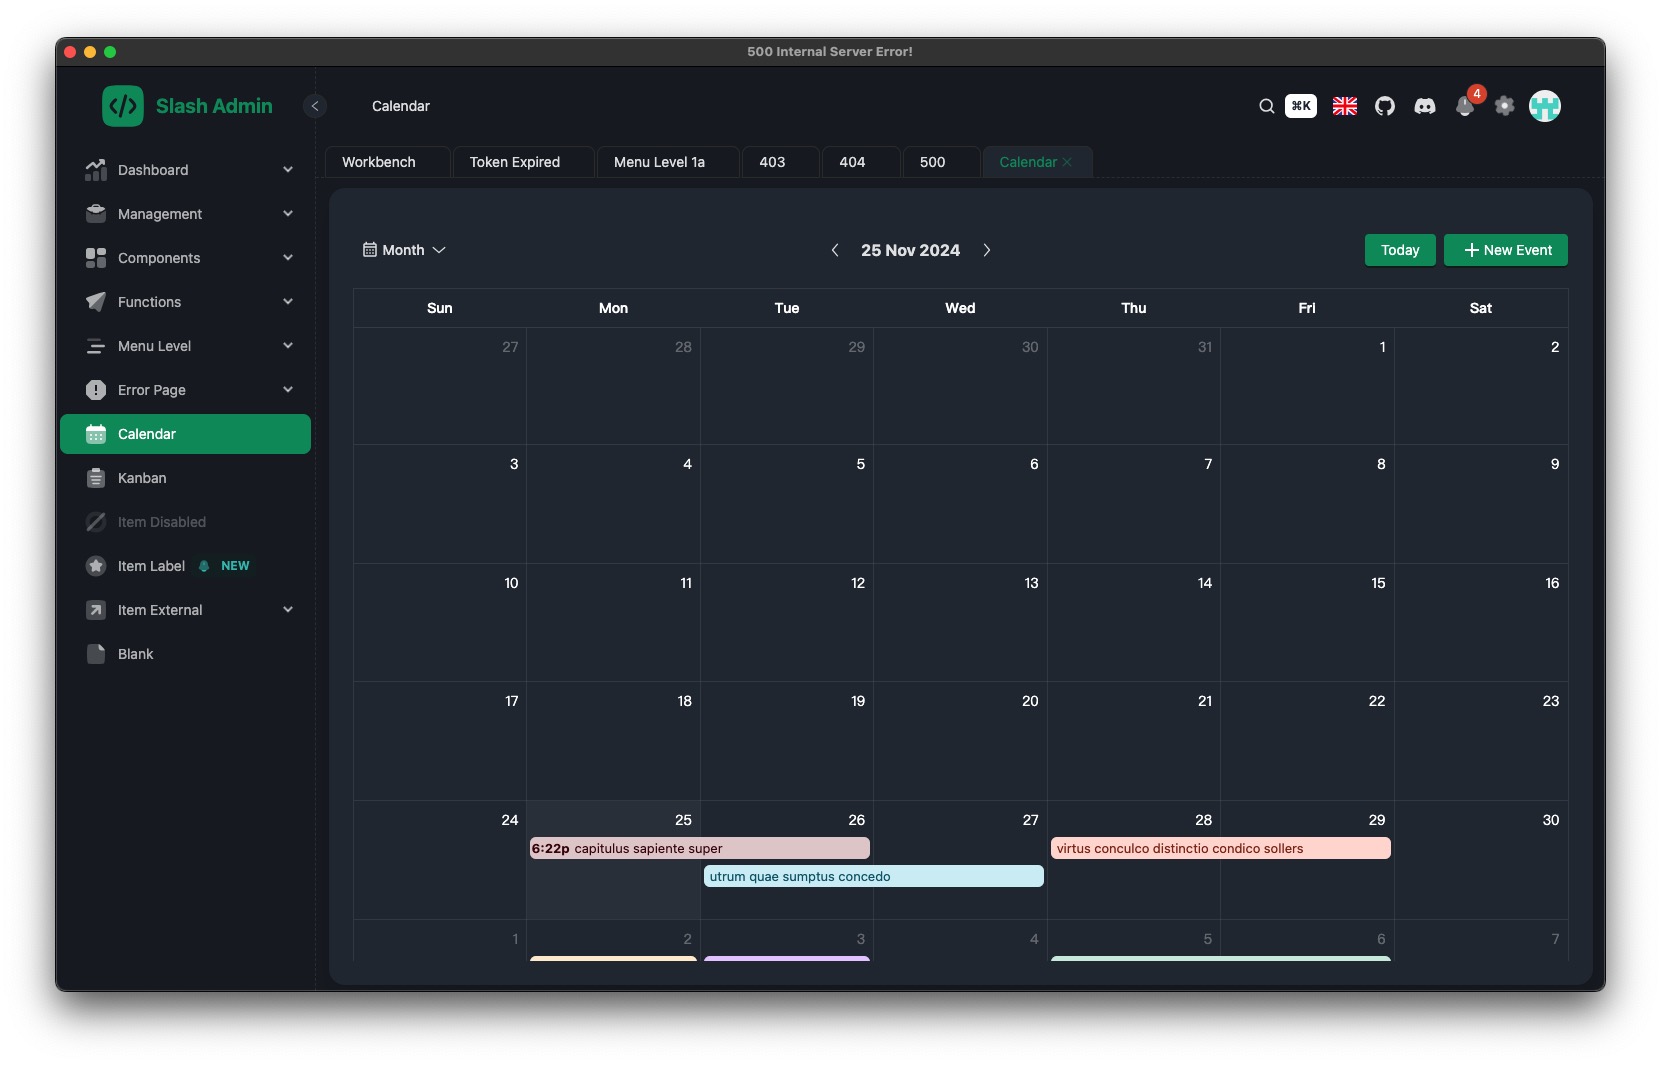 500 Internal Server Error!
Slash Admin
Calendar
⌘K
4
Workbench
Token Expired
Menu Level 1a
403
404
500
Calendar
Dashboard
Management
Components
Functions
Menu Level
Error Page
Calendar
Kanban
Item Disabled
Item Label NEW
Item External
Blank
Month
25 Nov 2024
Today
New Event
Sun Mon Tue Wed Thu Fri Sat
27 28 29 30 31 1 2
3 4 5 6 7 8 9
10 11 12 13 14 15 16
17 18 19 20 21 22 23
24 25 26 27 28 29 30
6:22p capitulus sapiente super
virtus conculco distinctio condico sollers
utrum quae sumptus concedo
1 2 3 4 5 6 7